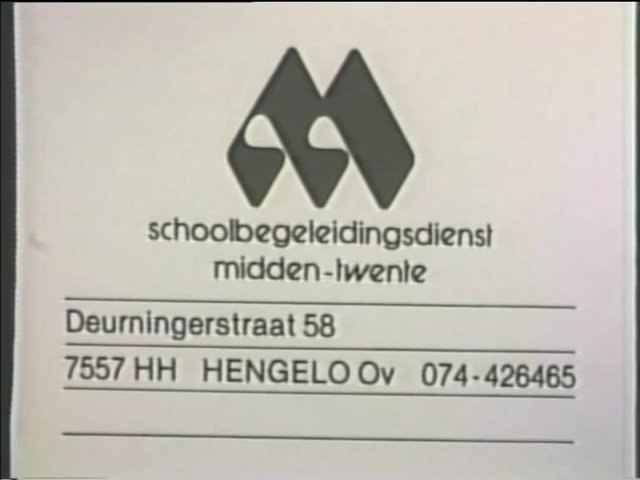 schoolbegeleidingsdienst
midden-twente
Deurningerstraat 58
7557 HH HENGELO Ov 074-426465